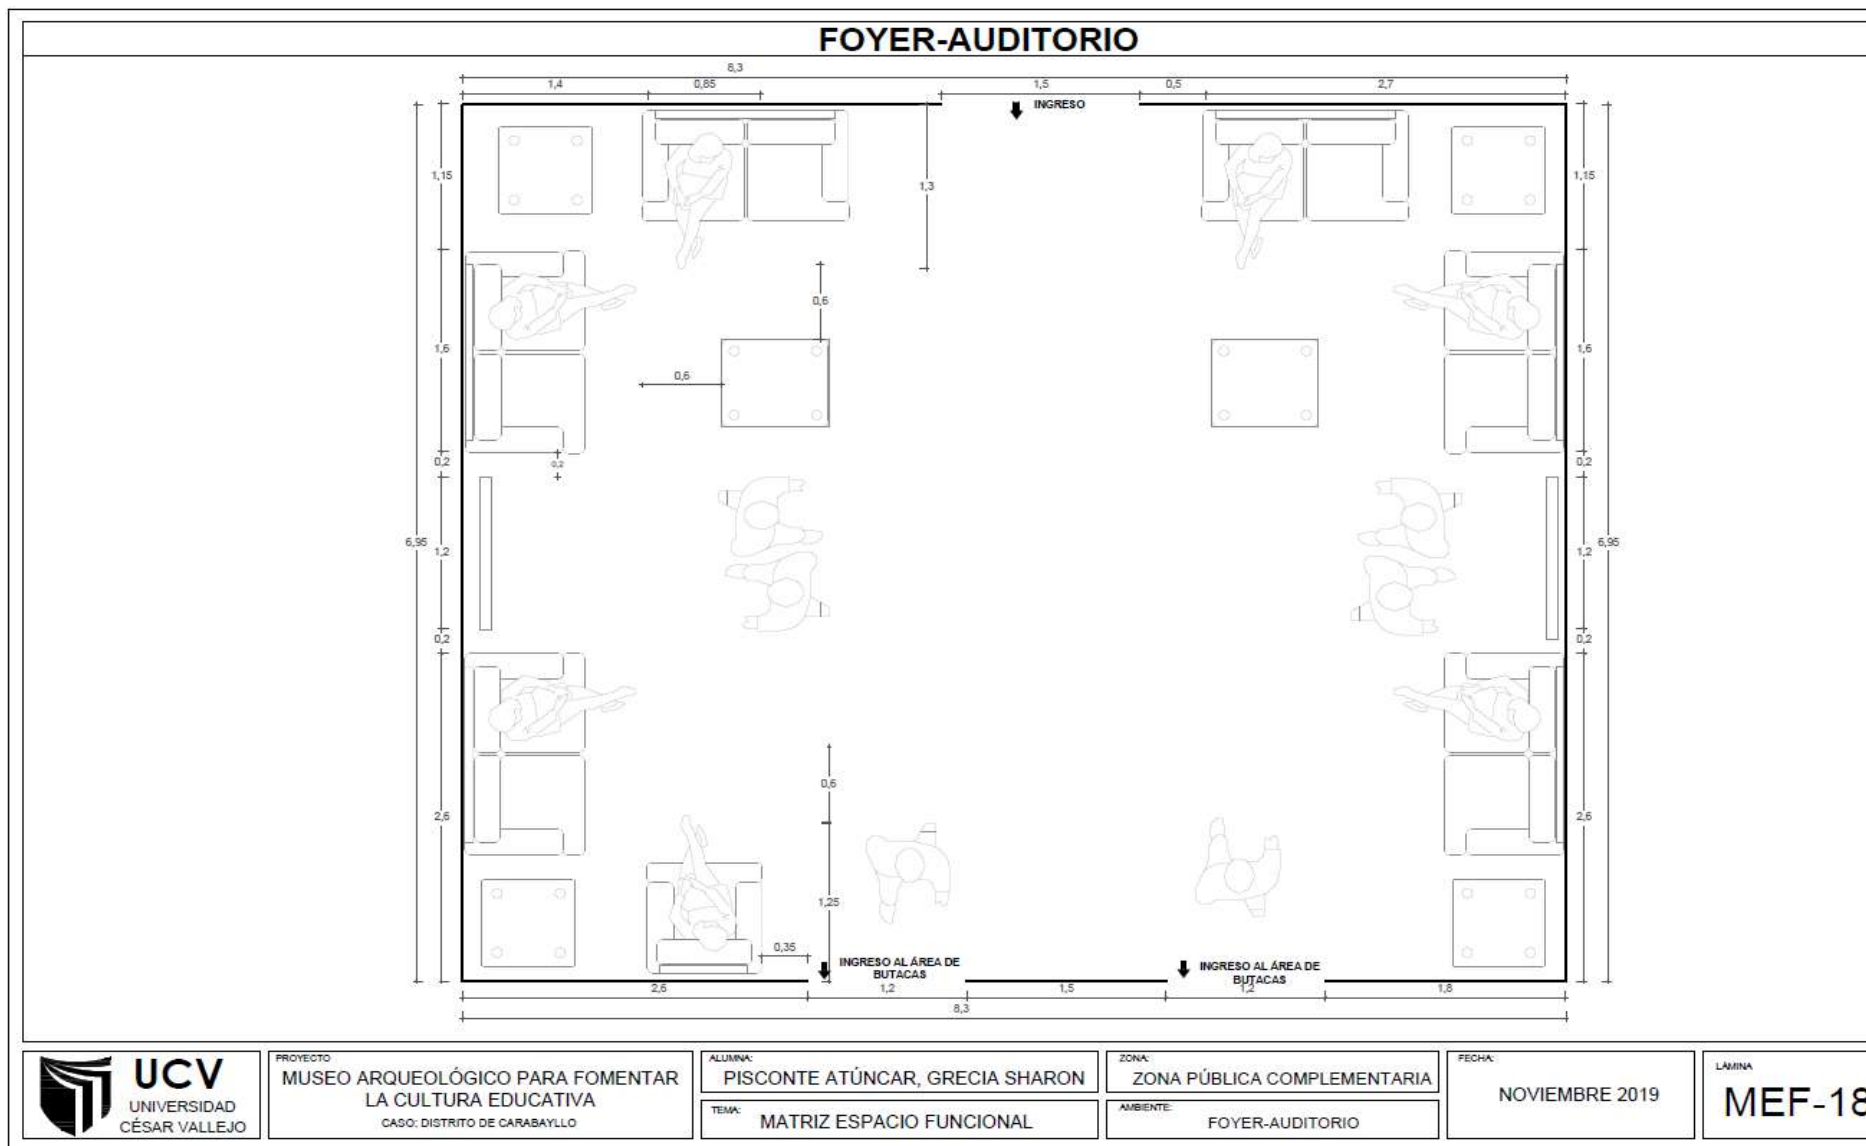 FOYER-AUDITORIO
8,3
1,4
0,85
1,5
0,5
2,7
INGRESO
1,15
1,3
1,15
0,6
1,6
0,6
1,6
0,2
0,2
0,2
6,95
1,2
1,2
6,95
0,2
0,2
0,6
2,6
2,6
1,25
0,35
INGRESO AL ÁREA DE
BUTACAS
INGRESO AL ÁREA DE
BUTACAS
2,6
1,2
1,5
1,2
1,8
8,3
UCV
UNIVERSIDAD
CÉSAR VALLEJO
PROYECTO
MUSEO ARQUEOLÓGICO PARA FOMENTAR
LA CULTURA EDUCATIVA
CASO: DISTRITO DE CARABAYLLO
ALUMNA:
PISCONTE ATÚNCAR, GRECIA SHARON
TEMA:
MATRIZ ESPACIO FUNCIONAL
ZONA:
ZONA PÚBLICA COMPLEMENTARIA
AMBIENTE:
FOYER-AUDITORIO
FECHA:
NOVIEMBRE 2019
LÁMINA
MEF-18